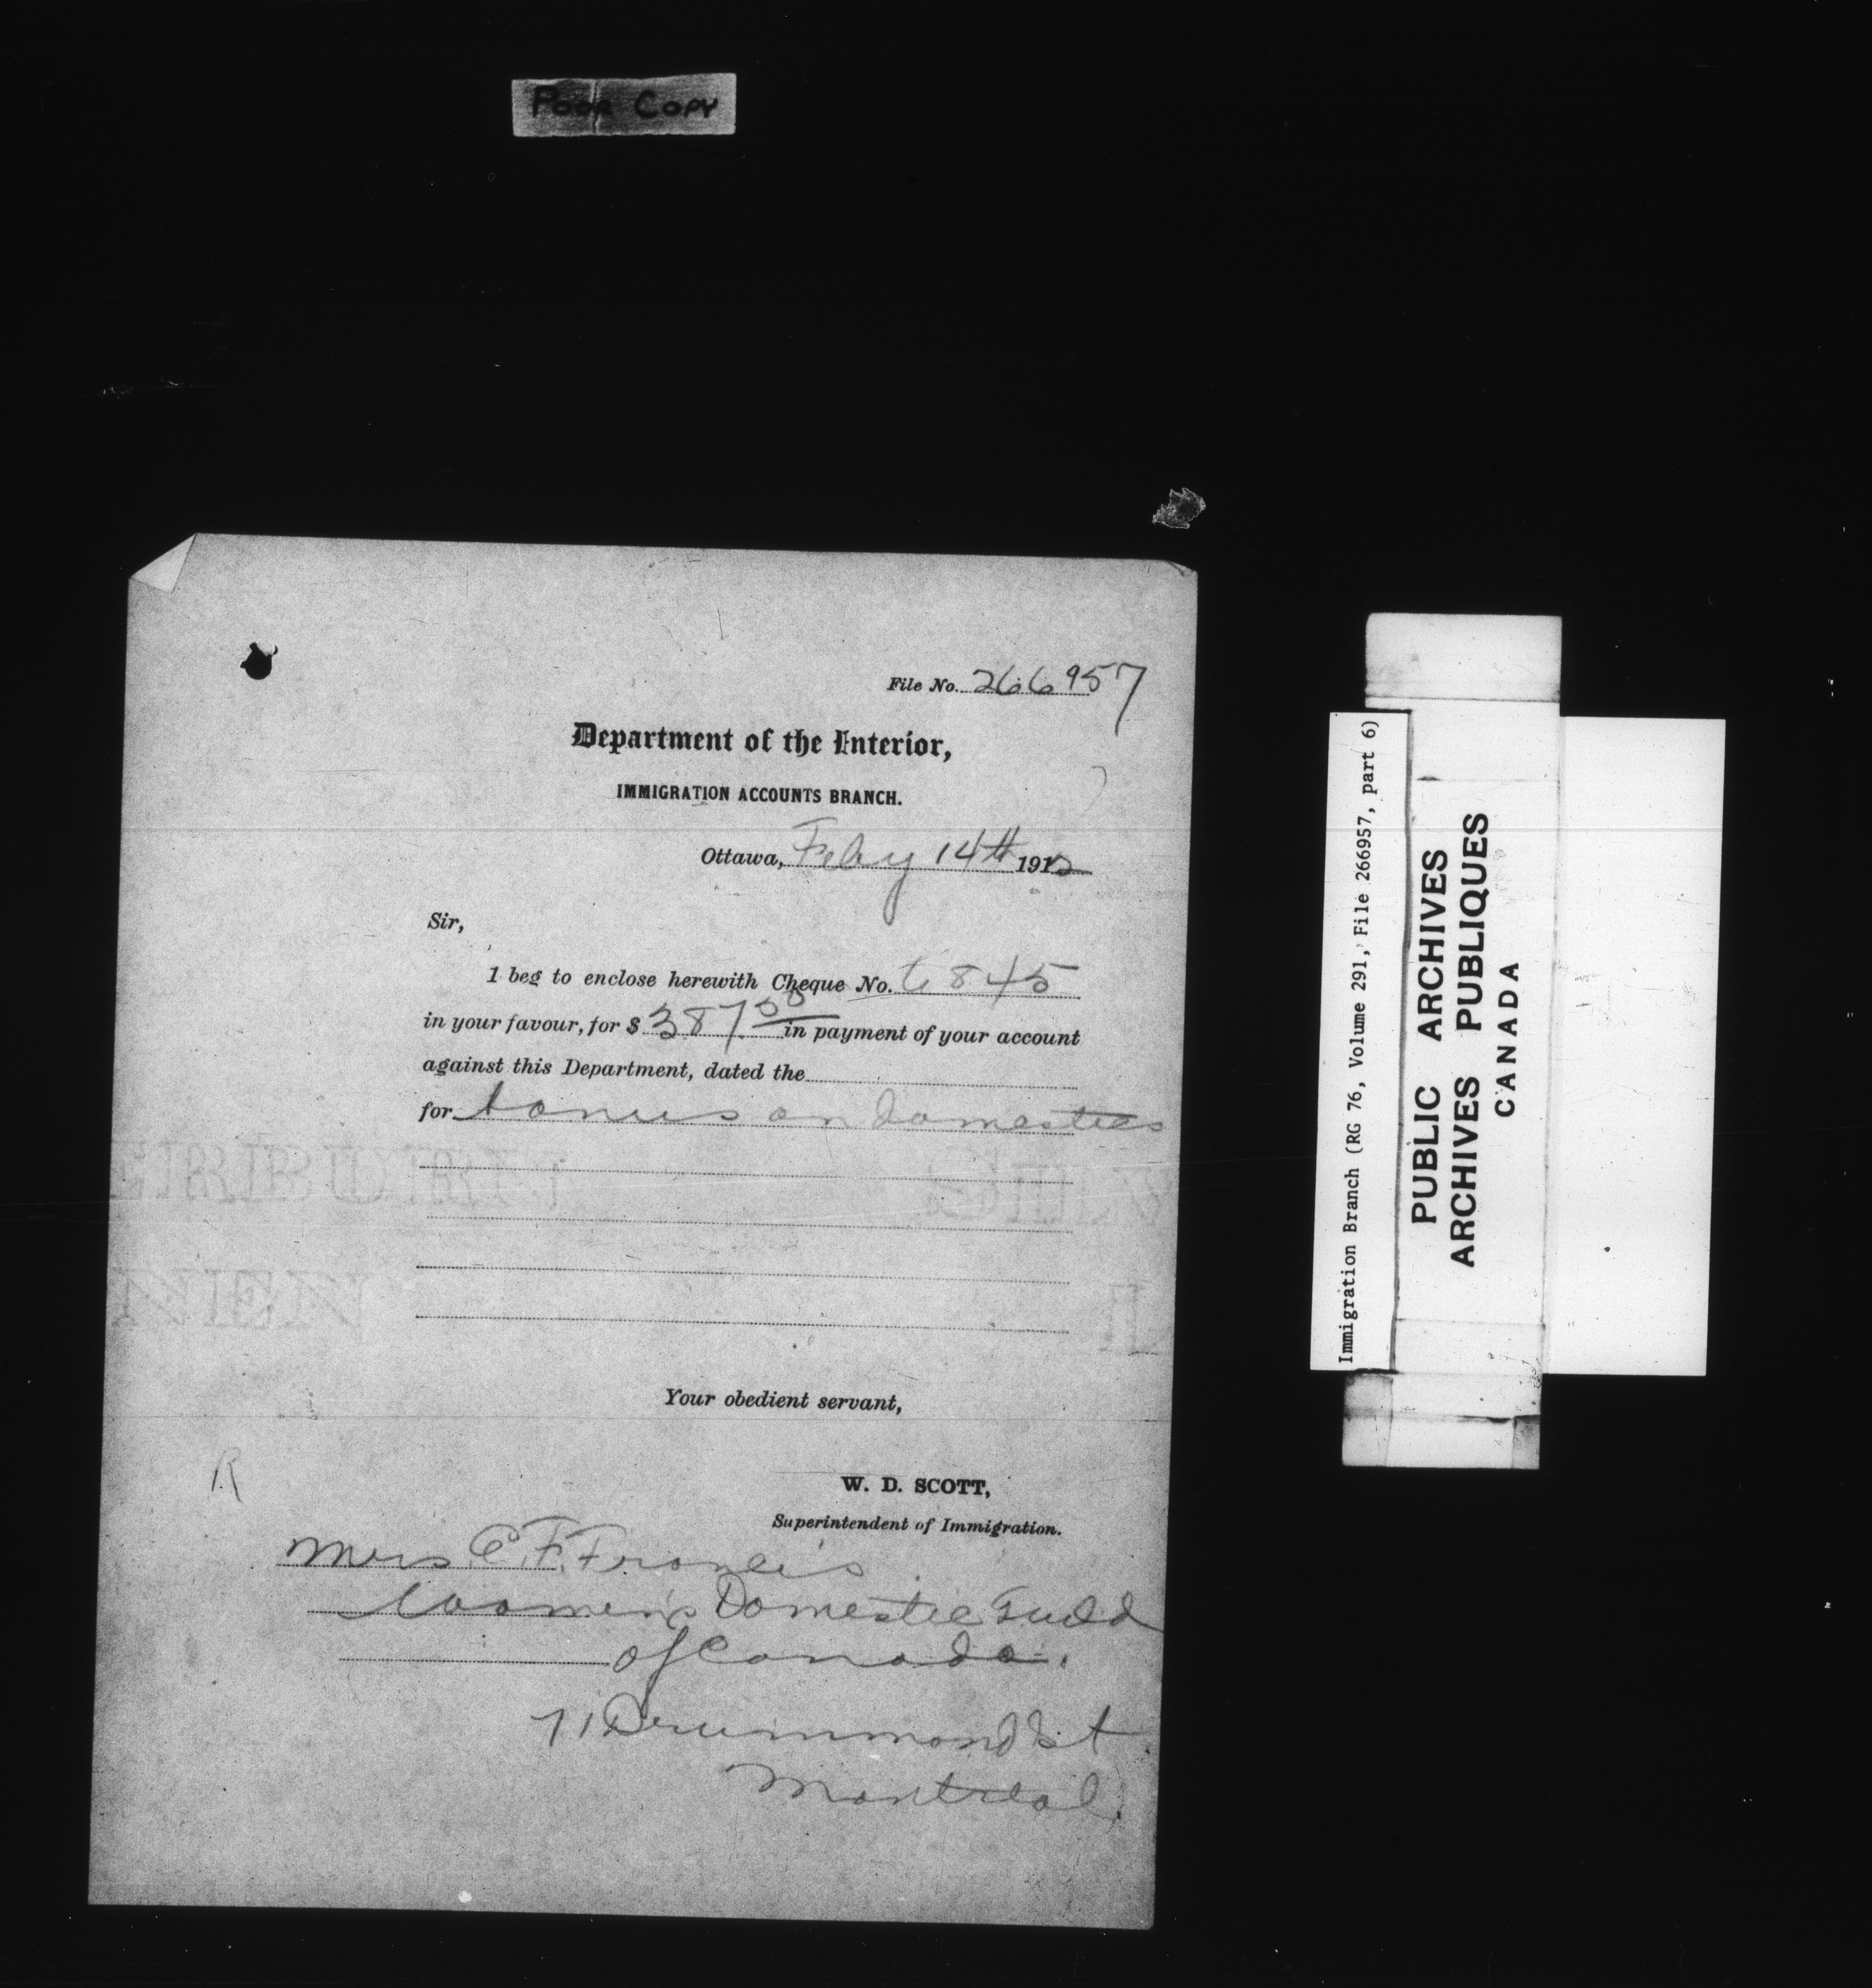 POOR COPY
File No. 266957
Department of the Interior,
IMMIGRATION ACCOUNTS BRANCH.
Ottawa, Feby 14th 1912
Sir,
I beg to enclose herewith Cheque No. 6845
in your favour, for $ 387.00 in payment of your account
against this Department, dated the
for bonus on domestics
Your obedient servant,
R
W. D. SCOTT,
Superintendent of Immigration.
Mrs. E. F. Francis
Women's Domestic Guild
of Canada.
71 Drummond St
Montreal.
Immigration Branch (RG 76, Volume 291, File 266957, part 6)
PUBLIC ARCHIVES
ARCHIVES PUBLIQUES
CANADA